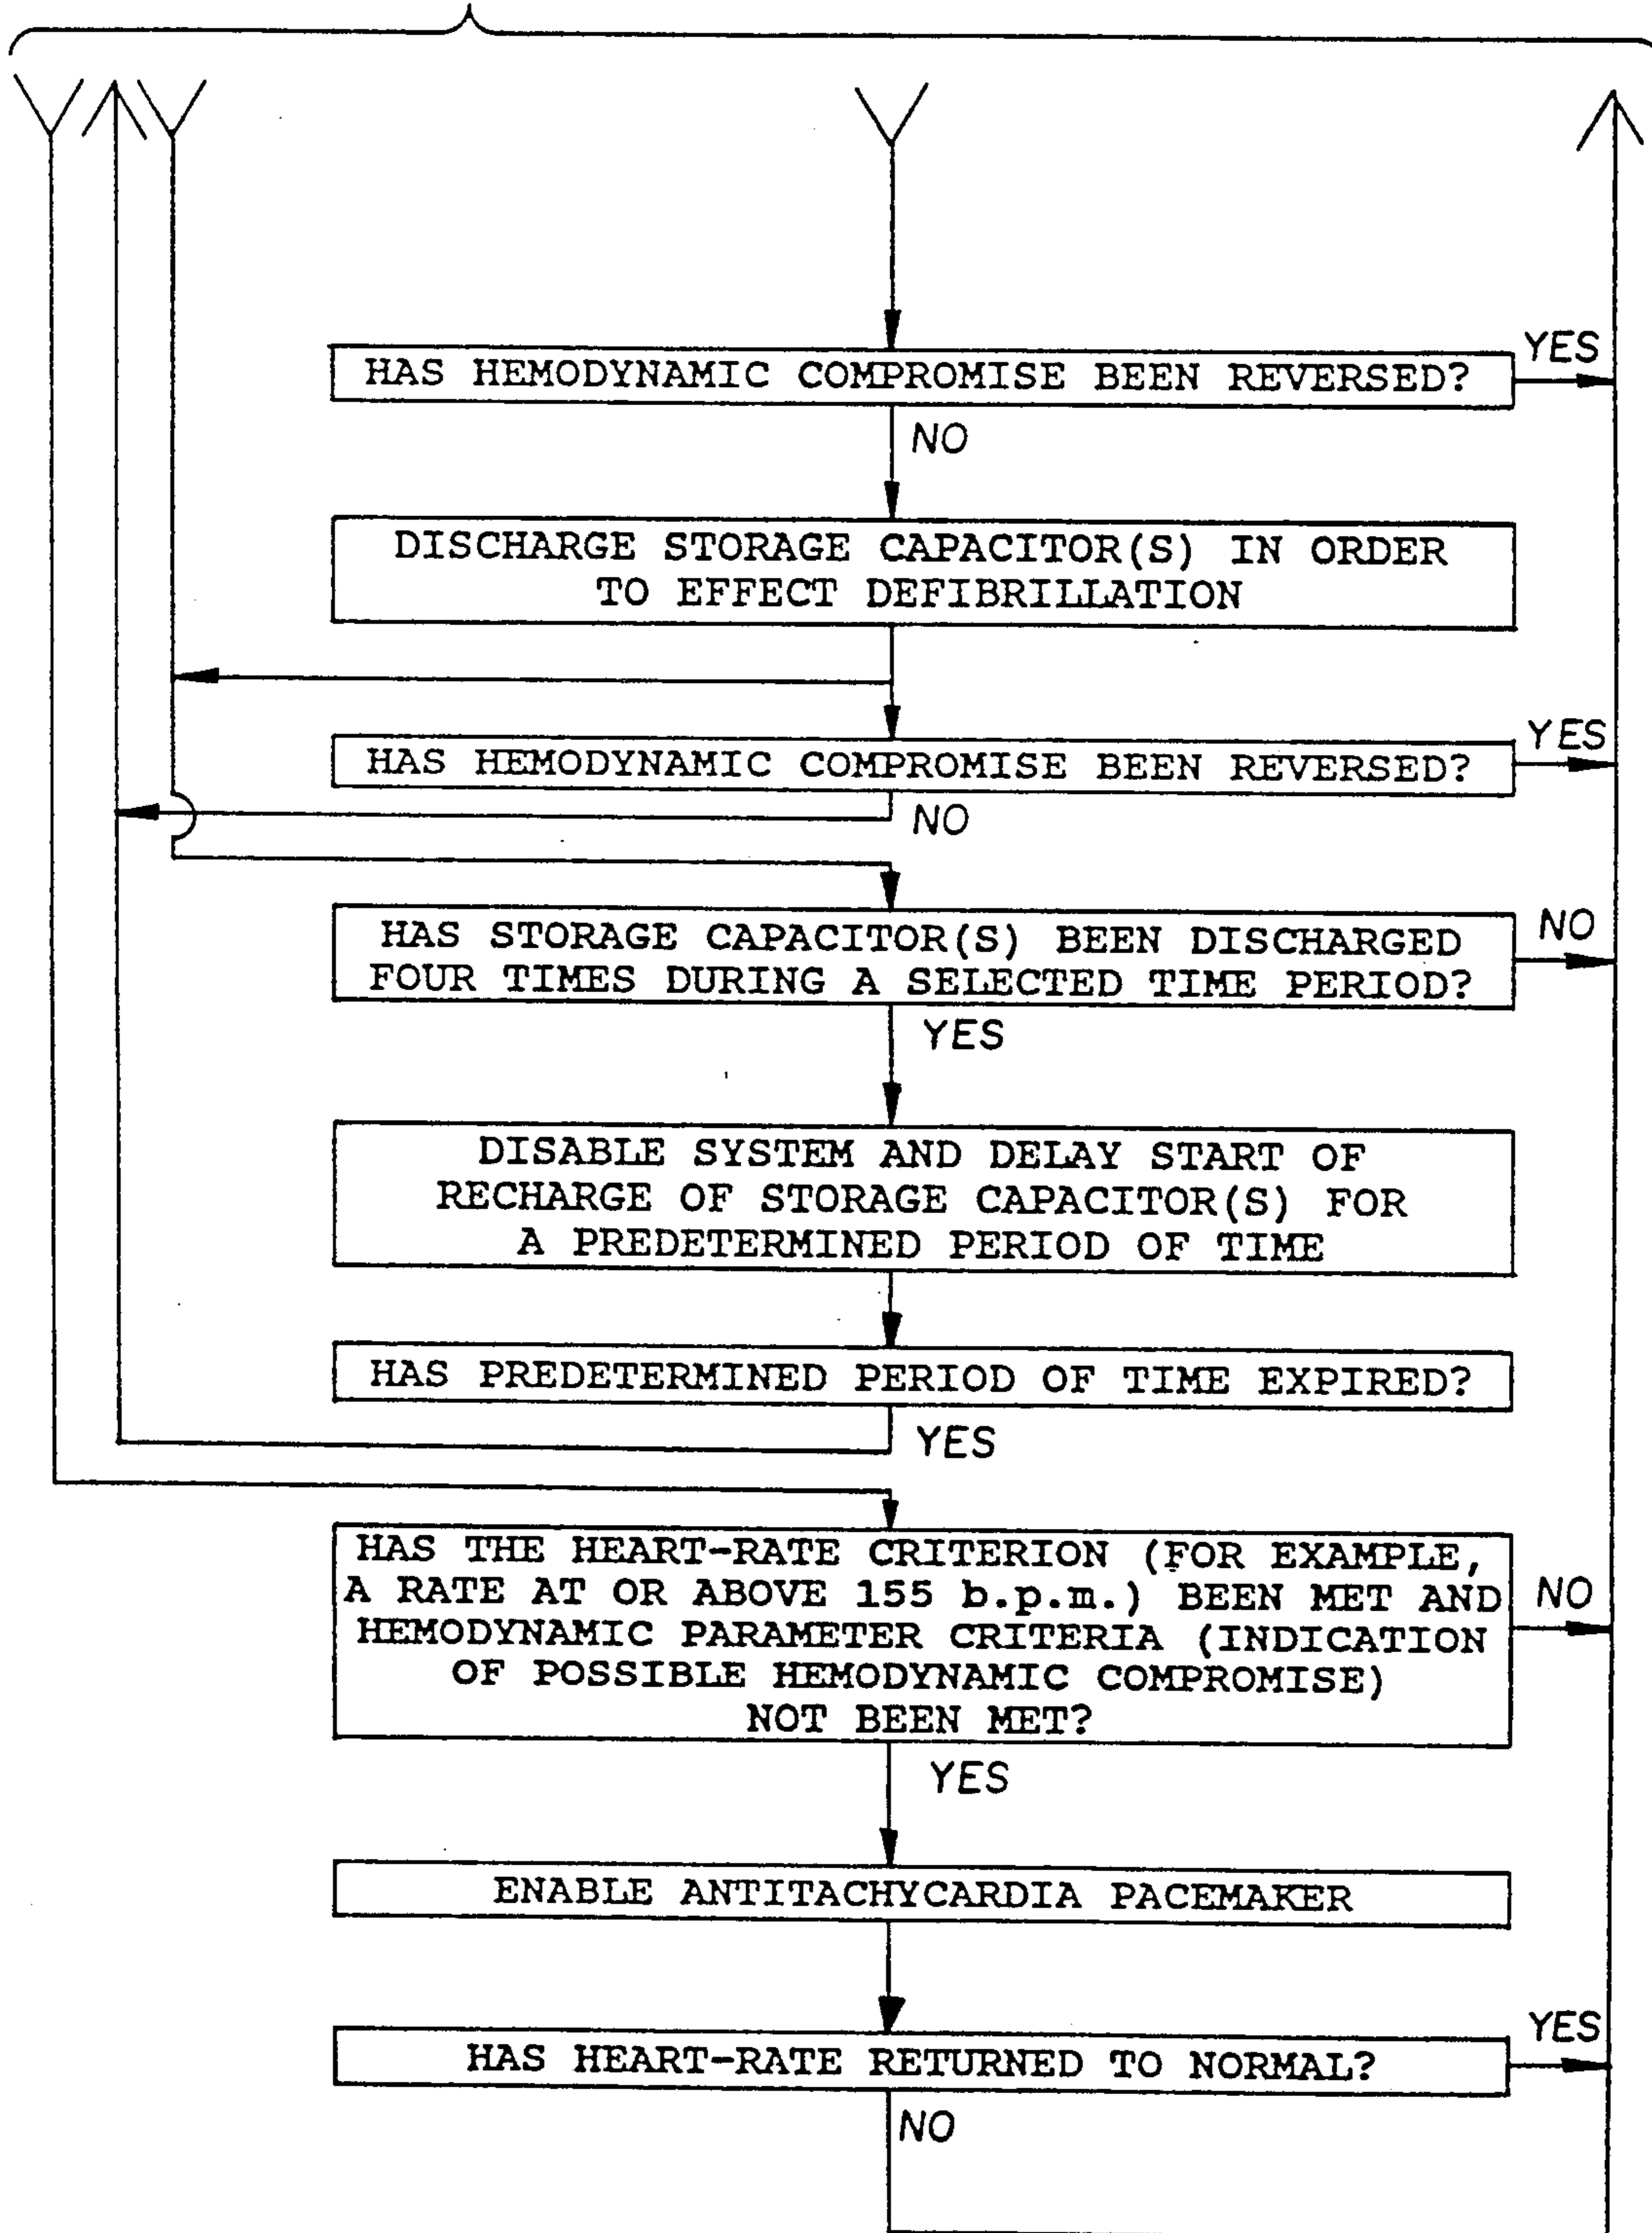 HAS HEMODYNAMIC COMPROMISE BEEN REVERSED?
YES
NO
DISCHARGE STORAGE CAPACITOR(S) IN ORDER
TO EFFECT DEFIBRILLATION
HAS HEMODYNAMIC COMPROMISE BEEN REVERSED?
YES
NO
HAS STORAGE CAPACITOR(S) BEEN DISCHARGED
FOUR TIMES DURING A SELECTED TIME PERIOD?
NO
YES
DISABLE SYSTEM AND DELAY START OF
RECHARGE OF STORAGE CAPACITOR(S) FOR
A PREDETERMINED PERIOD OF TIME
HAS PREDETERMINED PERIOD OF TIME EXPIRED?
YES
HAS THE HEART-RATE CRITERION (FOR EXAMPLE,
A RATE AT OR ABOVE 155 b.p.m.) BEEN MET AND
HEMODYNAMIC PARAMETER CRITERIA (INDICATION
OF POSSIBLE HEMODYNAMIC COMPROMISE)
NOT BEEN MET?
NO
YES
ENABLE ANTITACHYCARDIA PACEMAKER
HAS HEART-RATE RETURNED TO NORMAL?
YES
NO